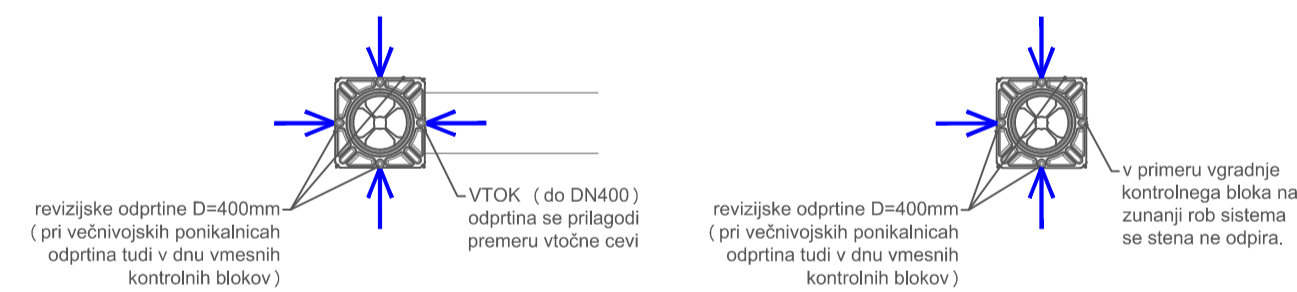 revizijske odprtine D=400mm
( pri večnivojskih ponikalnicah
odprtina tudi v dnu vmesnih
kontrolnih blokov )
VTOK ( do DN400 )
odprtina se prilagodi
premeru vtočne cevi
revizijske odprtine D=400mm
( pri večnivojskih ponikalnicah
odprtina tudi v dnu vmesnih
kontrolnih blokov )
v primeru vgradnje
kontrolnega bloka na
zunanji rob sistema
se stena ne odpira.